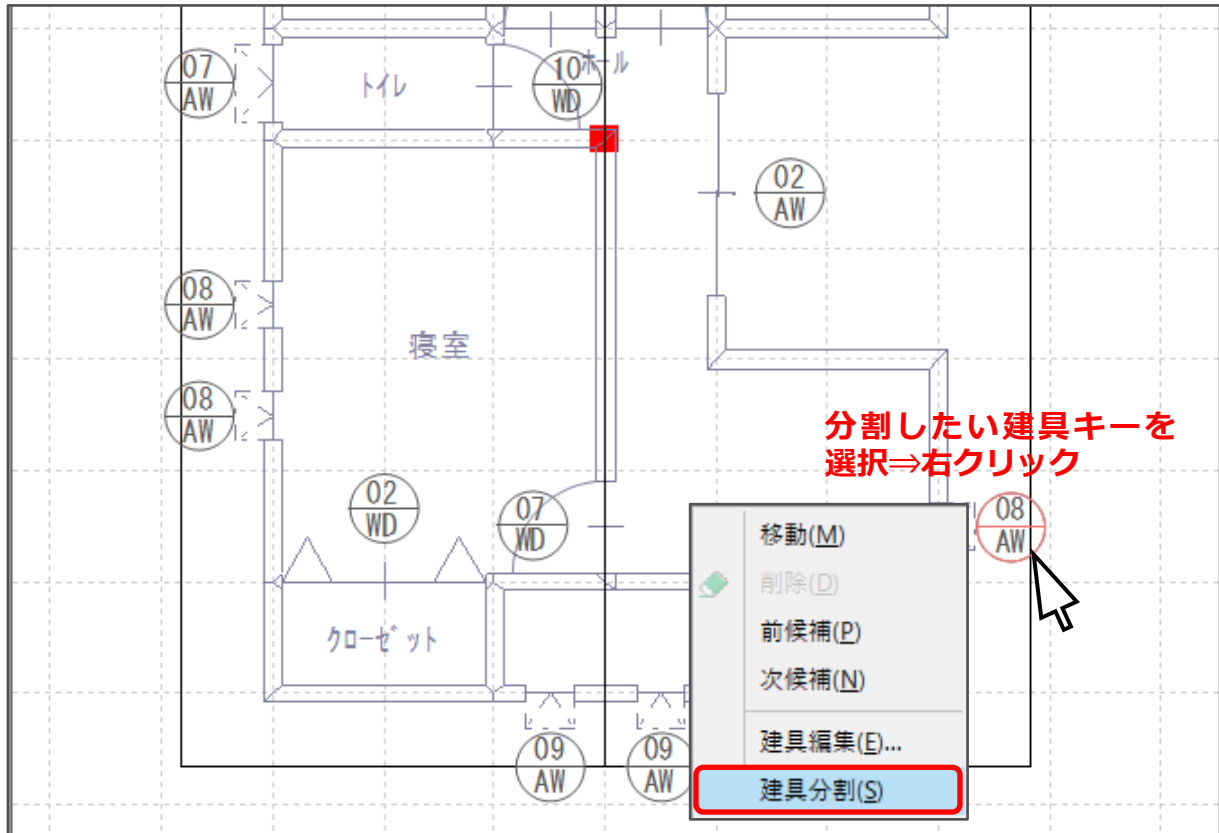 07
AW
トイレ
10
WD
ホール
02
AW
08
AW
寝室
08
AW
分割したい建具キーを
選択⇒右クリック
02
WD
07
WD
08
AW
移動(M)
削除(D)
前候補(P)
次候補(N)
建具編集(E)...
建具分割(S)
クローゼット
09
AW
09
AW